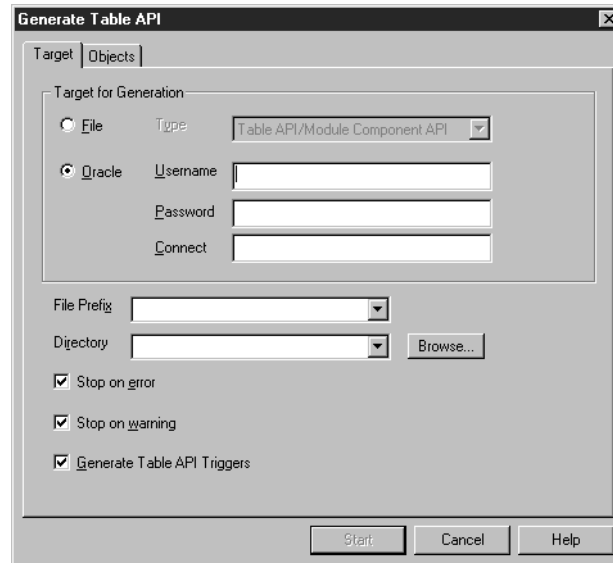 Generate Table API
Target Objects
Target for Generation
File Type Table API/Module Component API
Oracle Username
Password
Connect
File Prefix
Directory Browse...
Stop on error
Stop on warning
Generate Table API Triggers
Start Cancel Help